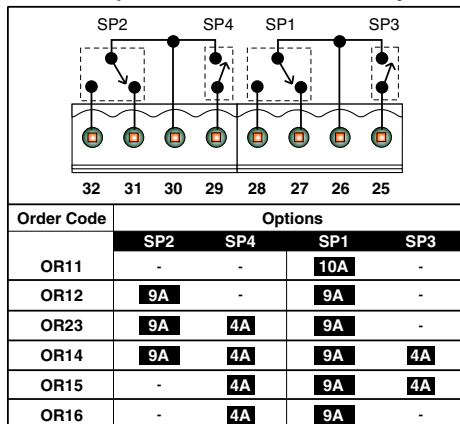 SP2 SP4 SP1 SP3
32 31 30 29 28 27 26 25
Order Code Options
SP2 SP4 SP1 SP3
OR11 - - 10A -
OR12 9A - 9A -
OR23 9A 4A 9A -
OR14 9A 4A 9A 4A
OR15 - 4A 9A 4A
OR16 - 4A 9A -